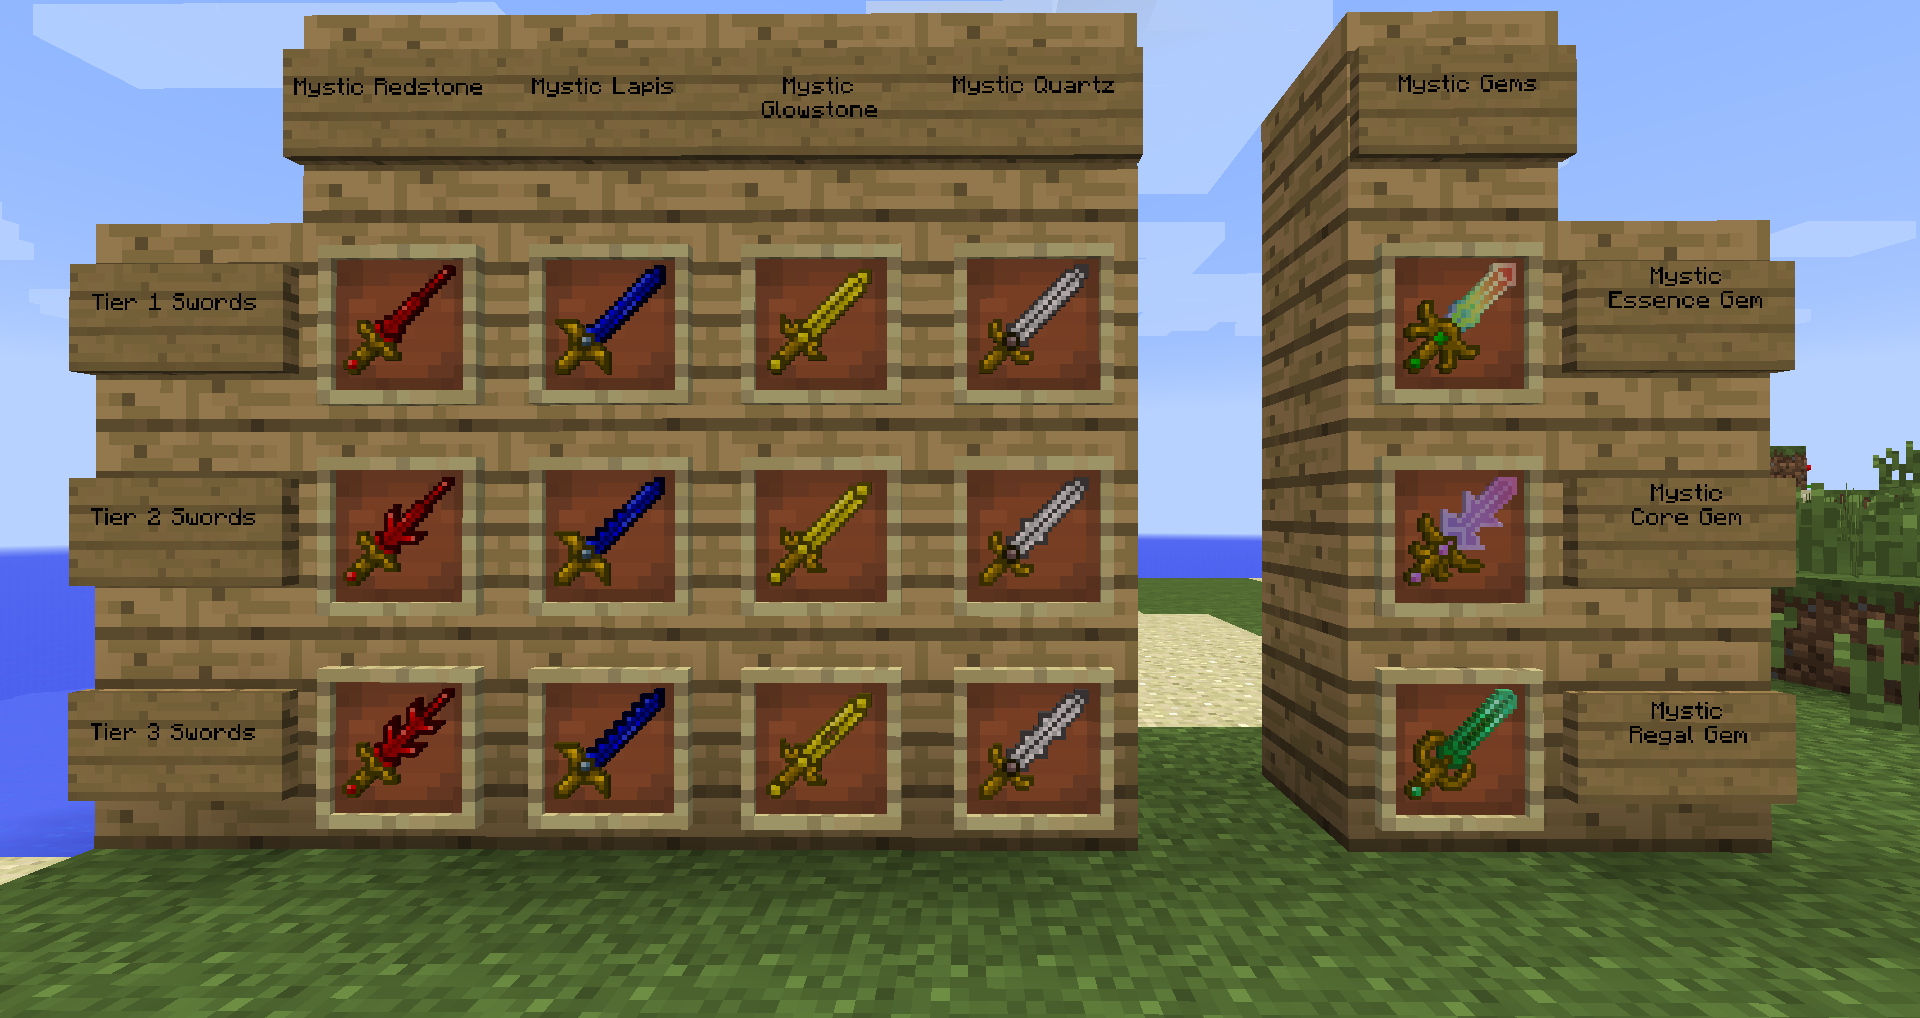 Mystic Redstone
Mystic Lapis
Mystic
Glowstone
Mystic Quartz
Mystic Gems
Tier 1 Swords
Mystic
Essence Gem
Tier 2 Swords
Mystic
Core Gem
Tier 3 Swords
Mystic
Regal Gem